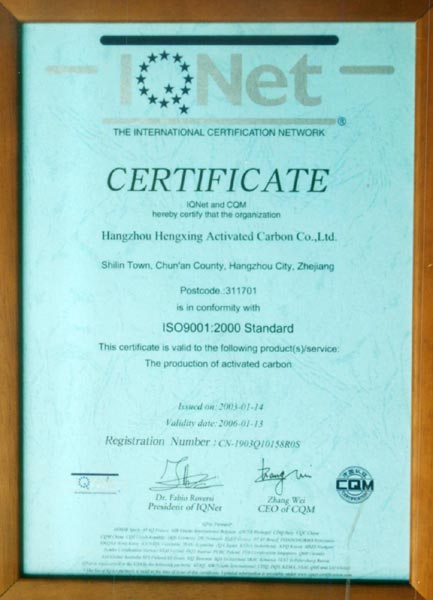 IQNet
®
THE INTERNATIONAL CERTIFICATION NETWORK
CERTIFICATE
IQNet and CQM
hereby certify that the organization
Hangzhou Hengxing Activated Carbon Co.,Ltd.
Shilin Town, Chun'an County, Hangzhou City, Zhejiang
Postcode.:311701
is in conformity with
ISO9001:2000 Standard
This certificate is valid to the following product(s)/service:
The production of activated carbon
Issued on: 2003-01-14
Validity date: 2006-01-13
Registration Number : CN-1903Q10158R0S
Dr. Fabio Roversi
President of IQNet
Zhang Wei
CEO of CQM
CQM